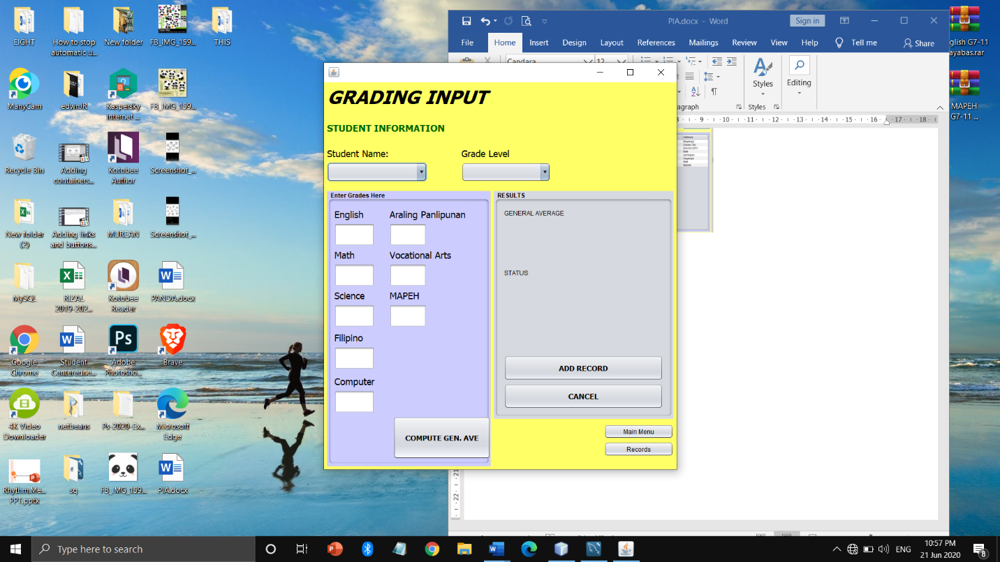 EIGHT
How to stop
automatic u...
New folder
FB_IMG_159...
THIS
ManyCam
edwnJR
Kaspersky
Internet ...
FB_IMG_159...
Recycle Bin
Adding
containers...
Kotobee
Author
Screenshot_...
New folder
(2)
Adding links
and buttons...
MUREAN
Screenshot_...
MySQL
RIZAL
2019-202...
Kotobee
Reader
PANDA.docx
Google
Chrome
Student
Centeredne...
Adobe
Photosho...
Brave
4K Video
Downloader
netbeans
Ps-2020-Ex...
Microsoft
Edge
Rhythm.Me...
PPT.pptx
sq
FB_IMG_159...
PIA.docx
PIA.docx - Word
Sign in
File Home Insert Design Layout References Mailings Review View Help Tell me Share
Candara 12
Styles
Editing
agraph
Styles
8 · 9 · 10 · 11 · 12 · 13 · 14 · 15 · 16 · 17 · 18
glish G7-11
ayabas.rar
MAPEH
G7-11 ...
GRADING INPUT
STUDENT INFORMATION
Student Name: Grade Level
Enter Grades Here
English Araling Panlipunan
Math Vocational Arts
Science MAPEH
Filipino
Computer
COMPUTE GEN. AVE
RESULTS
GENERAL AVERAGE
STATUS
ADD RECORD
CANCEL
Main Menu
Records
21
22
Type here to search
ENG
10:57 PM
21 Jun 2020
8